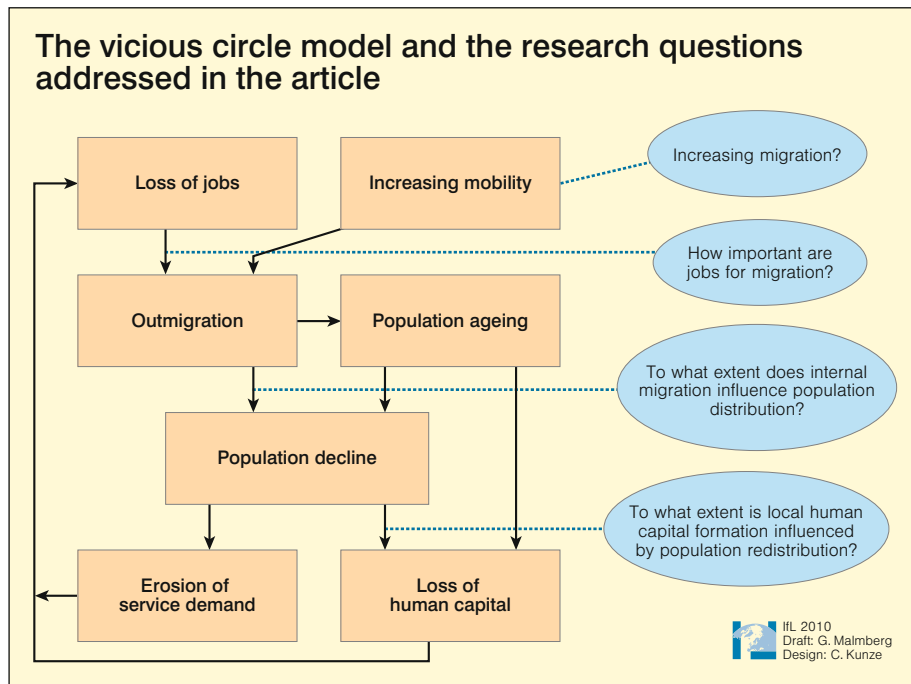 The vicious circle model and the research questions
addressed in the article
Loss of jobs
Increasing mobility
Increasing migration?
How important are
jobs for migration?
Outmigration
Population ageing
To what extent does internal
migration influence population
distribution?
Population decline
To what extent is local human
capital formation influenced
by population redistribution?
Erosion of
service demand
Loss of
human capital
IfL 2010
Draft: G. Malmberg
Design: C. Kunze